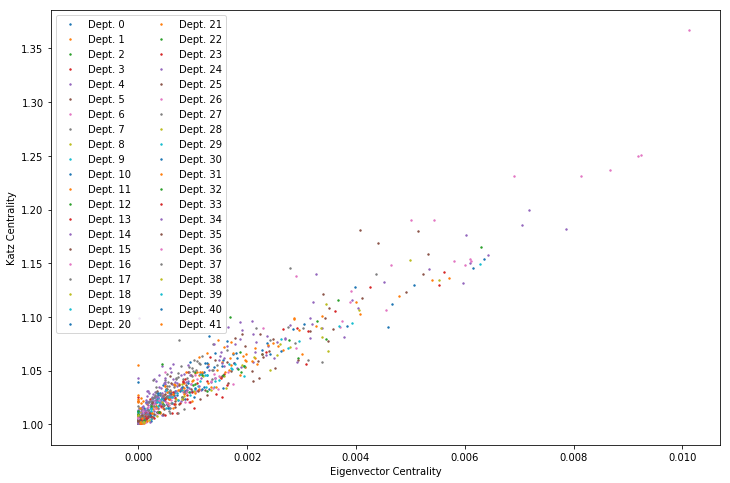 1.35
1.30
1.25
1.20
1.15
1.10
1.05
1.00
Katz Centrality
Dept. 0
Dept. 1
Dept. 2
Dept. 3
Dept. 4
Dept. 5
Dept. 6
Dept. 7
Dept. 8
Dept. 9
Dept. 10
Dept. 11
Dept. 12
Dept. 13
Dept. 14
Dept. 15
Dept. 16
Dept. 17
Dept. 18
Dept. 19
Dept. 20
Dept. 21
Dept. 22
Dept. 23
Dept. 24
Dept. 25
Dept. 26
Dept. 27
Dept. 28
Dept. 29
Dept. 30
Dept. 31
Dept. 32
Dept. 33
Dept. 34
Dept. 35
Dept. 36
Dept. 37
Dept. 38
Dept. 39
Dept. 40
Dept. 41
0.000 0.002 0.004 0.006 0.008 0.010
Eigenvector Centrality